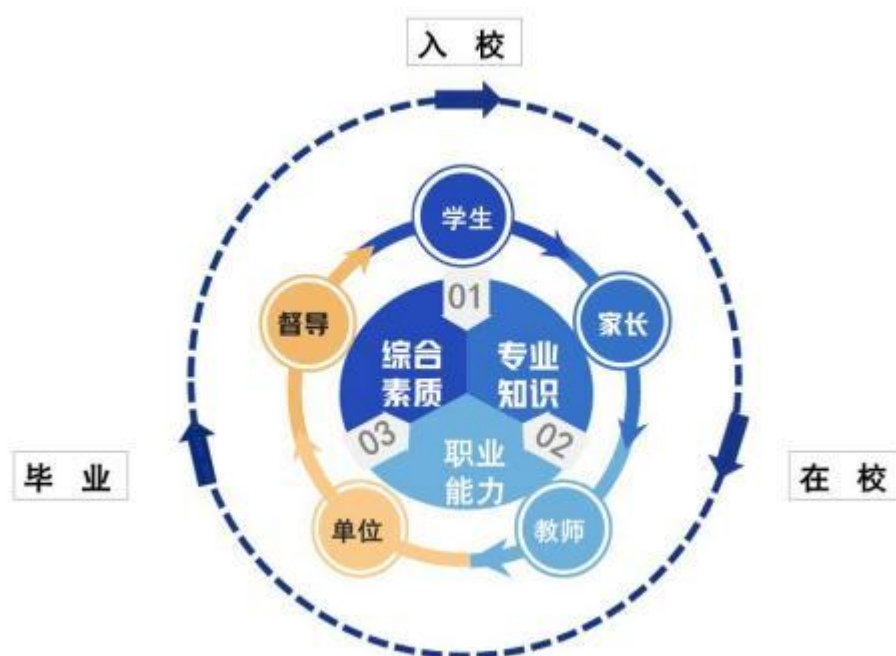 入 校
学生
督导
家长
01
综合
素质
专业
知识
03
02
职业
能力
毕 业
在 校
单位
教师